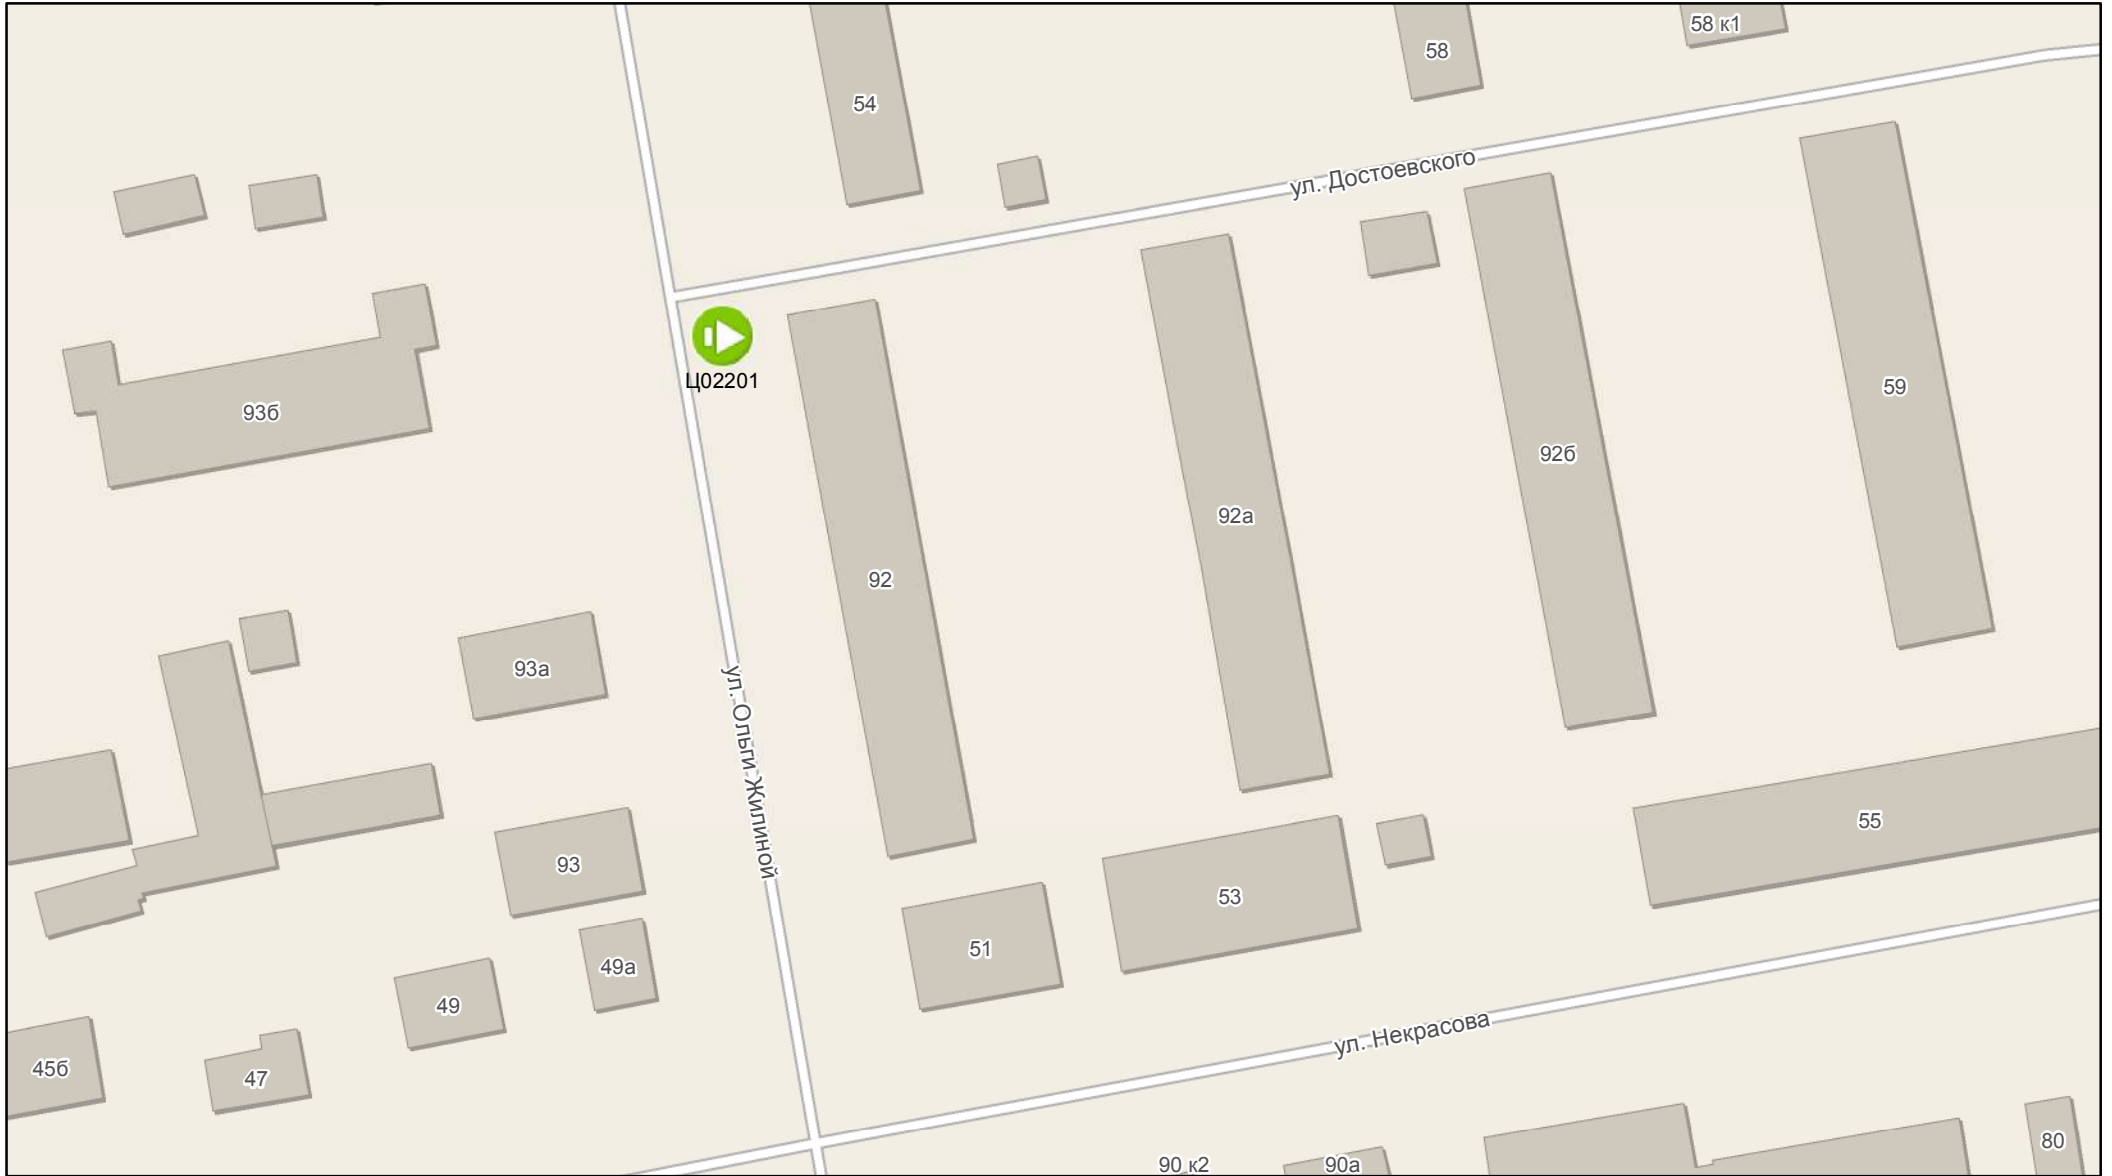 58 к1
58
54
ул. Достоевского
Ц02201
59
93б
92б
92а
92
93а
ул. Ольги Жилиной
55
93
53
51
49а
49
ул. Некрасова
45б
47
80
90 к2
90а